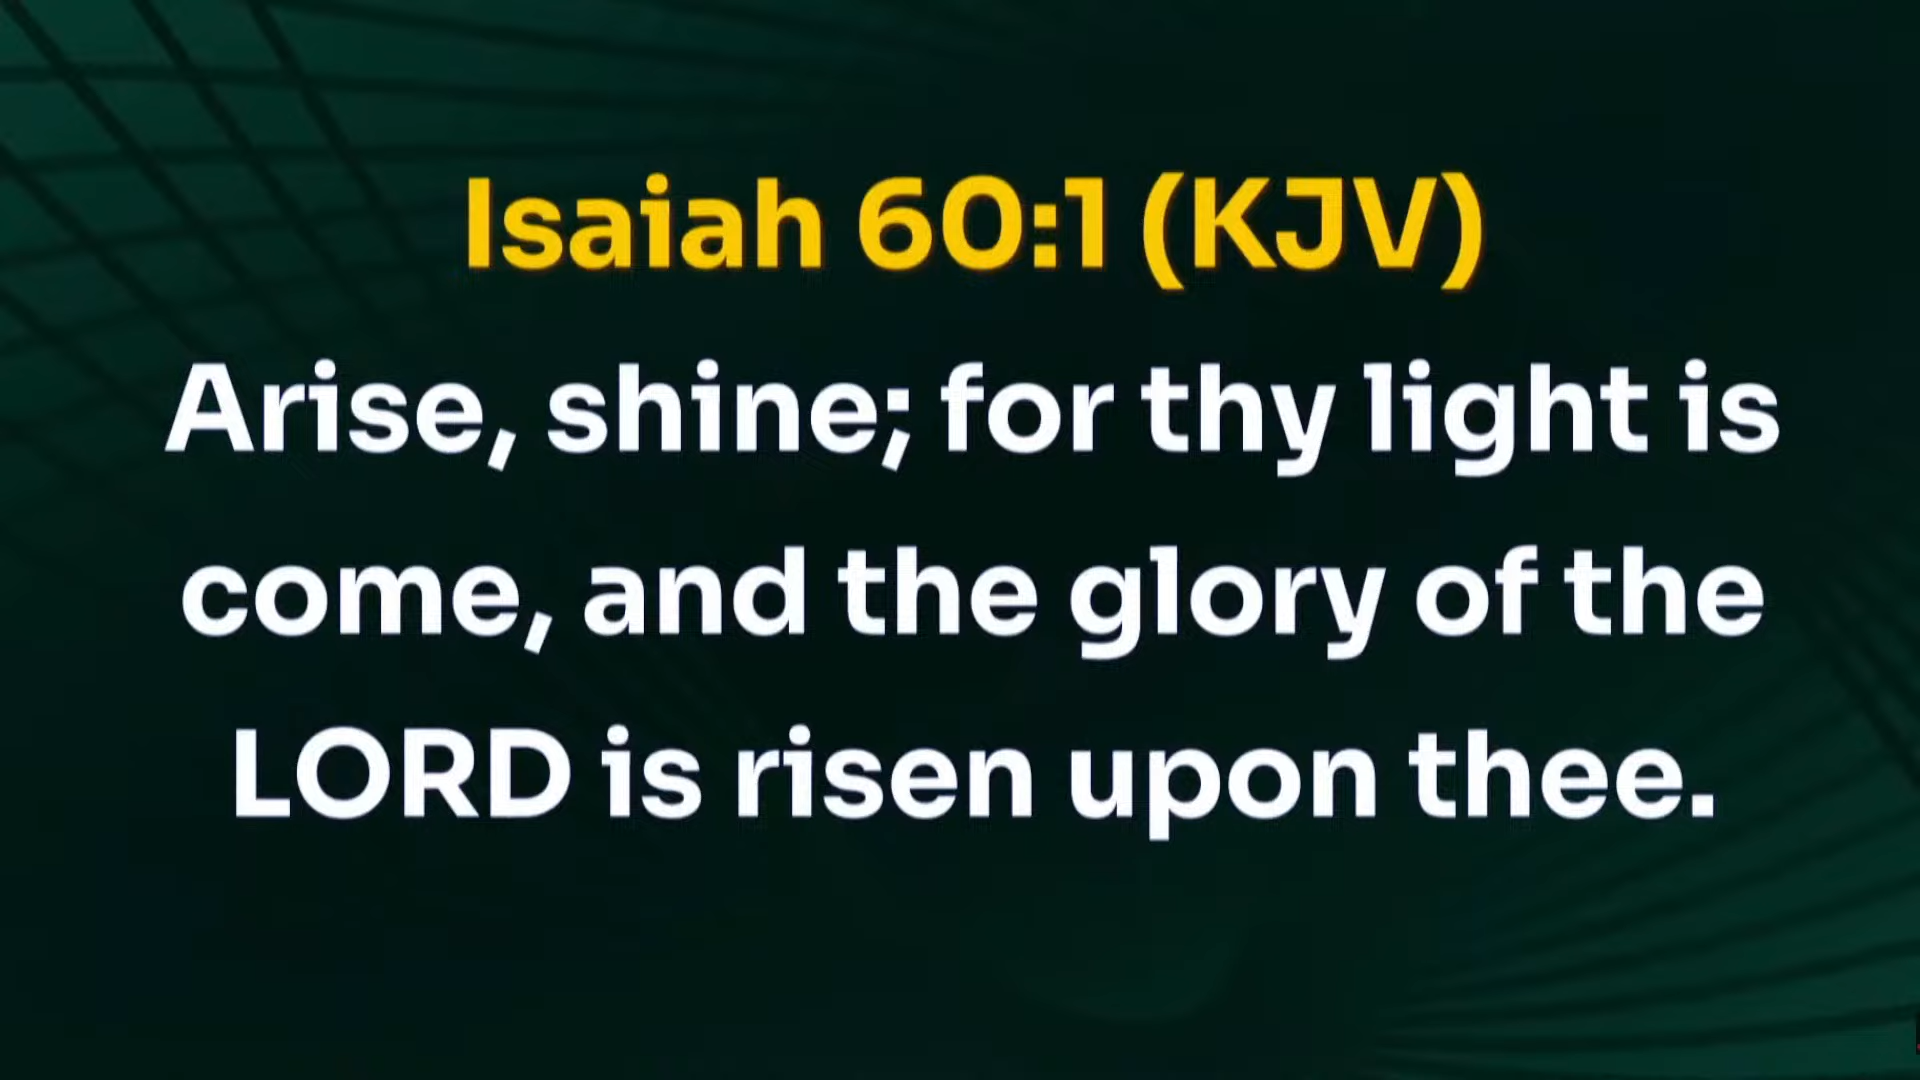 Isaiah 60:1 (KJV)
Arise, shine; for thy light is
come, and the glory of the
LORD is risen upon thee.